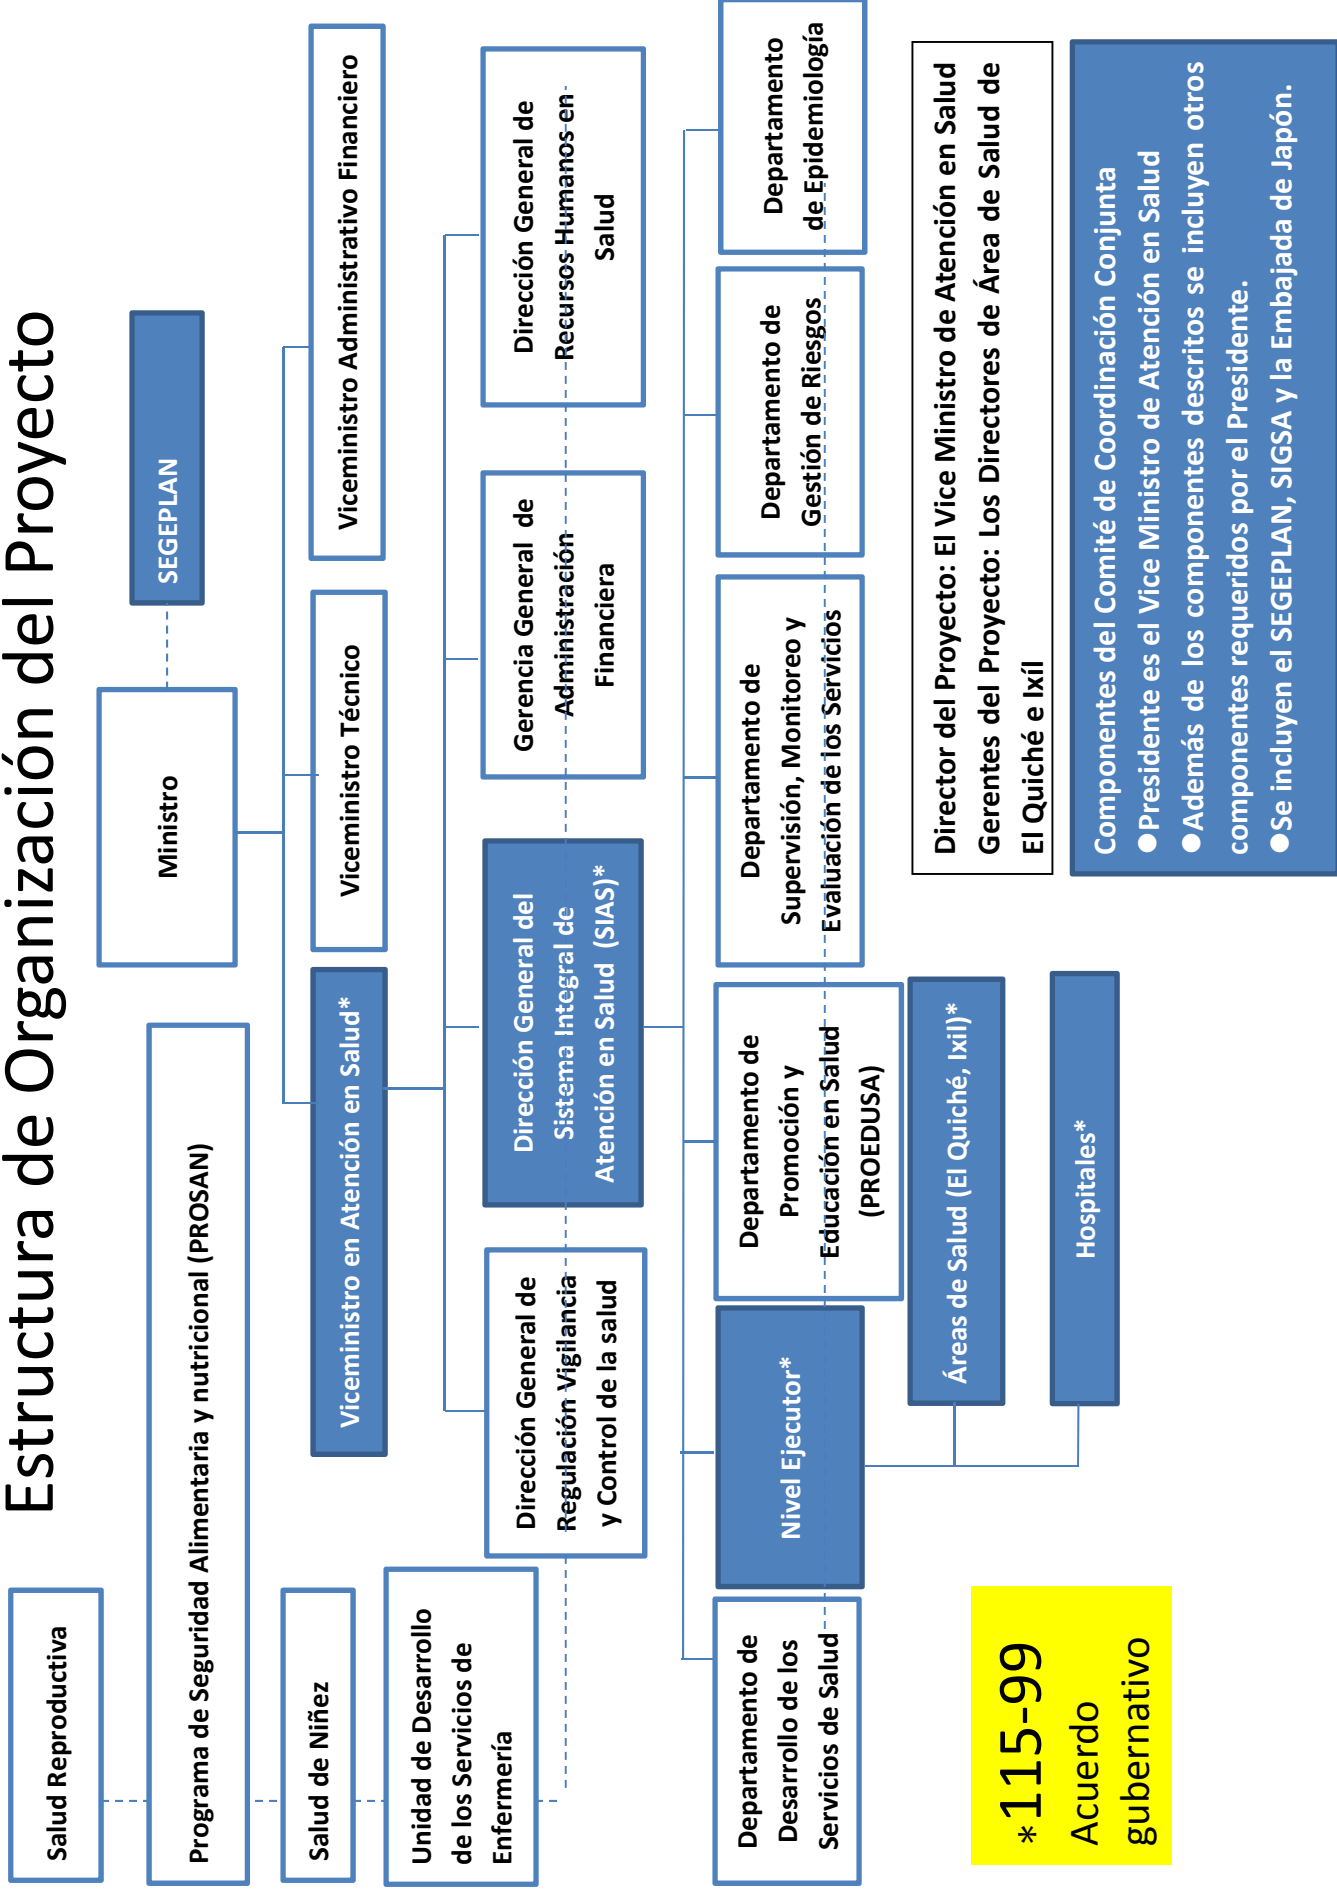 Estructura de Organización del Proyecto
Salud Reproductiva
Programa de Seguridad Alimentaria y nutricional (PROSAN)
Salud de Niñez
Unidad de Desarrollo
de los Servicios de
Enfermería
Ministro
SEGEPLAN
Viceministro en Atención en Salud*
Viceministro Técnico
Viceministro Administrativo Financiero
Dirección General de
Regulación Vigilancia
y Control de la salud
Dirección General del
Sistema Integral de
Atención en Salud (SIAS)*
Gerencia General de
Administración
Financiera
Dirección General de
Recursos Humanos en
Salud
Departamento de
Desarrollo de los
Servicios de Salud
Nivel Ejecutor*
Departamento de
Promoción y
Educación en Salud
(PROEDUSA)
Departamento de
Supervisión, Monitoreo y
Evaluación de los Servicios
Departamento de
Gestión de Riesgos
Departamento
de Epidemiología
Áreas de Salud (El Quiché, Ixil)*
Hospitales*
*115-99
Acuerdo
gubernativo
Director del Proyecto: El Vice Ministro de Atención en Salud
Gerentes del Proyecto: Los Directores de Área de Salud de
El Quiché e Ixíl
Componentes del Comité de Coordinación Conjunta
●Presidente es el Vice Ministro de Atención en Salud
●Además de los componentes descritos se incluyen otros
componentes requeridos por el Presidente.
●Se incluyen el SEGEPLAN, SIGSA y la Embajada de Japón.